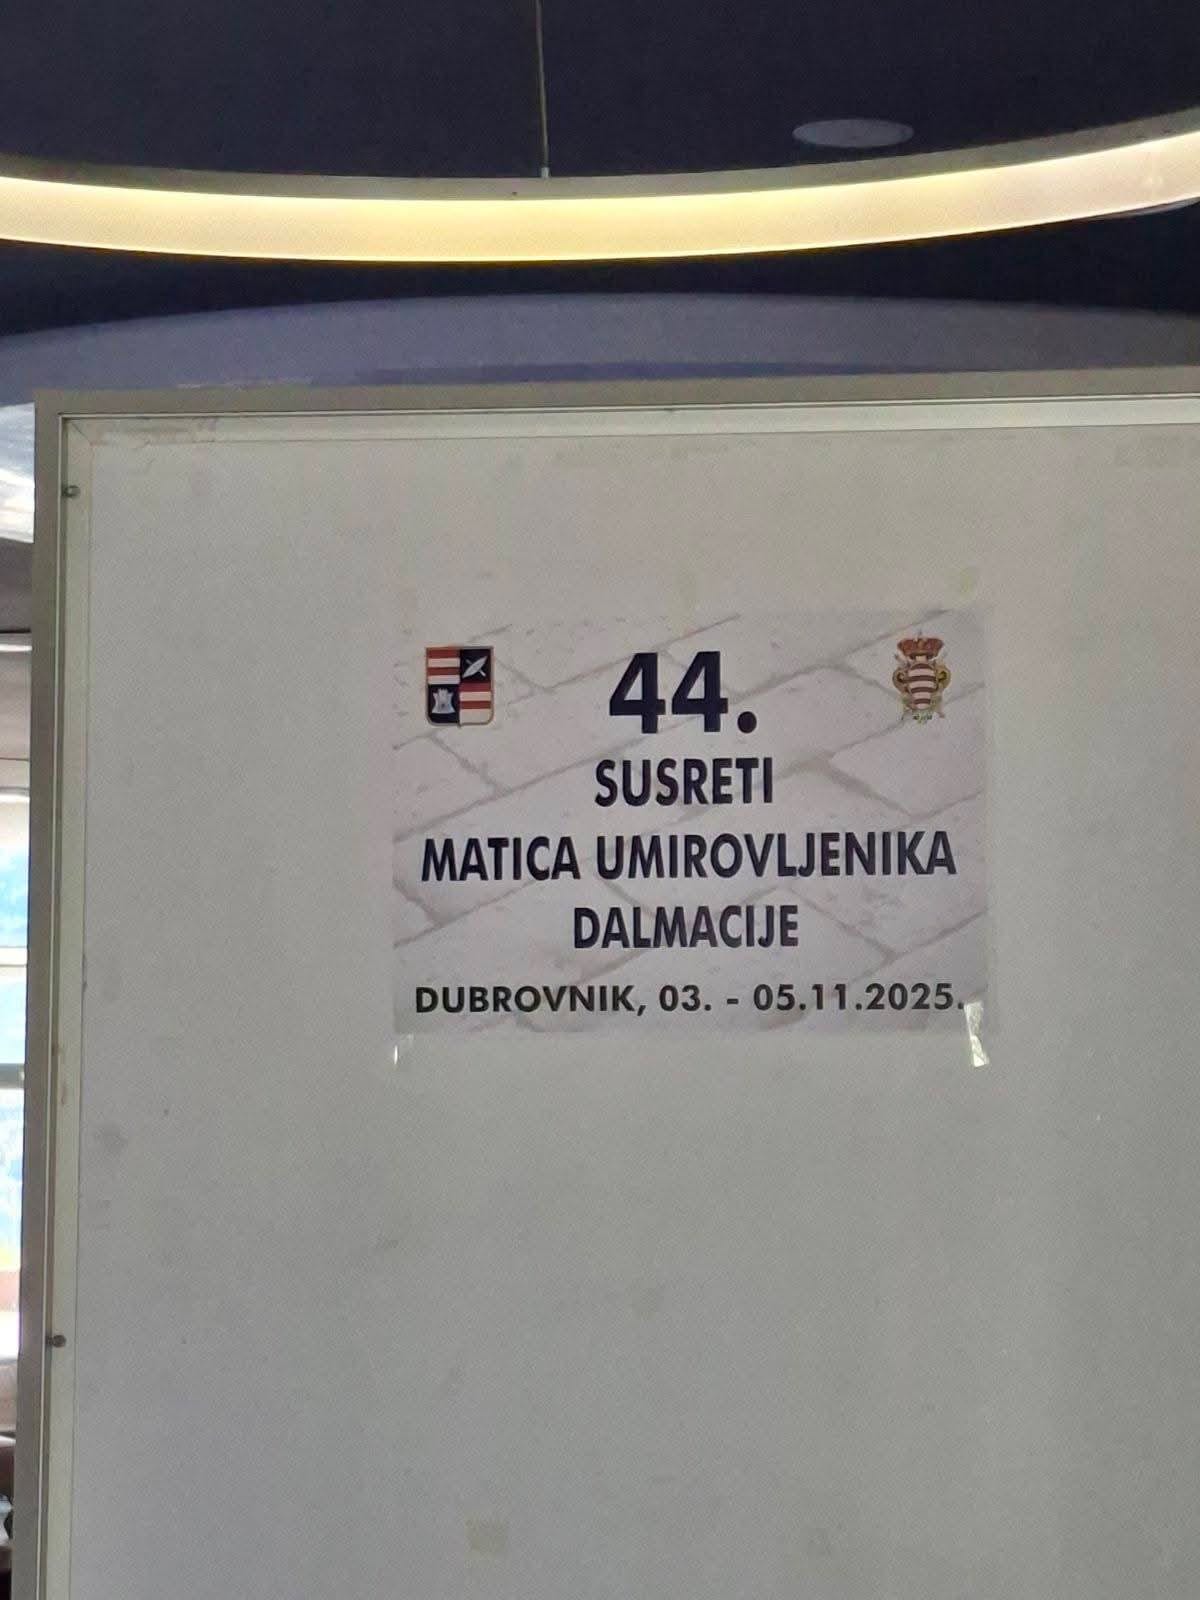 44.
SUSRETI
MATICA UMIROVLJENIKA
DALMACIJE
DUBROVNIK, 03. - 05.11.2025.